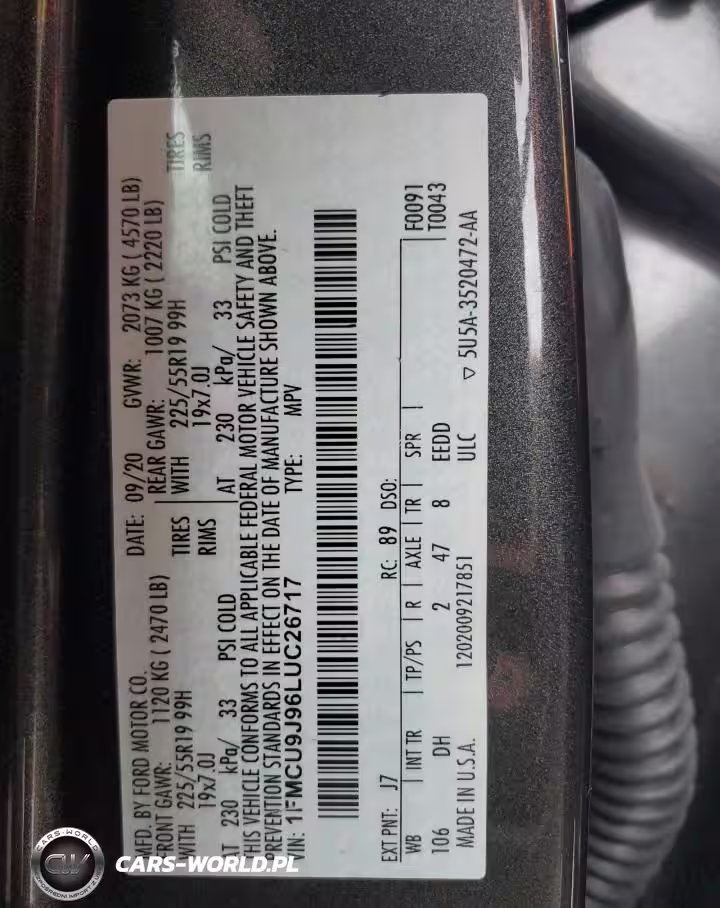 MFD. BY FORD MOTOR CO.
DATE: 09/20 GVWR: 2073 KG ( 4570 LB)
FRONT GAWR: 1120 KG ( 2470 LB) REAR GAWR: 1007 KG ( 2220 LB)
WITH 225/55R19 99H TIRES WITH 225/55R19 99H TIRES
19x7.0J RIMS 19x7.0J RIMS
AT 230 kPa/ 33 PSI COLD AT 230 kPa/ 33 PSI COLD
THIS VEHICLE CONFORMS TO ALL APPLICABLE FEDERAL MOTOR VEHICLE SAFETY AND THEFT
PREVENTION STANDARDS IN EFFECT ON THE DATE OF MANUFACTURE SHOWN ABOVE.
VIN: 1FMCU9J96LUC26717 TYPE: MPV
EXT PNT: J7 RC: 89 DSO: F0091
WB INT TR TP/PS R AXLE TR SPR T0043
106 DH 2 47 8 EEDD
MADE IN U.S.A. 1202009217851 ULC ▽ 5U5A-3520472-AA
CARS-WORLD
CW
CARS-WORLD.PL